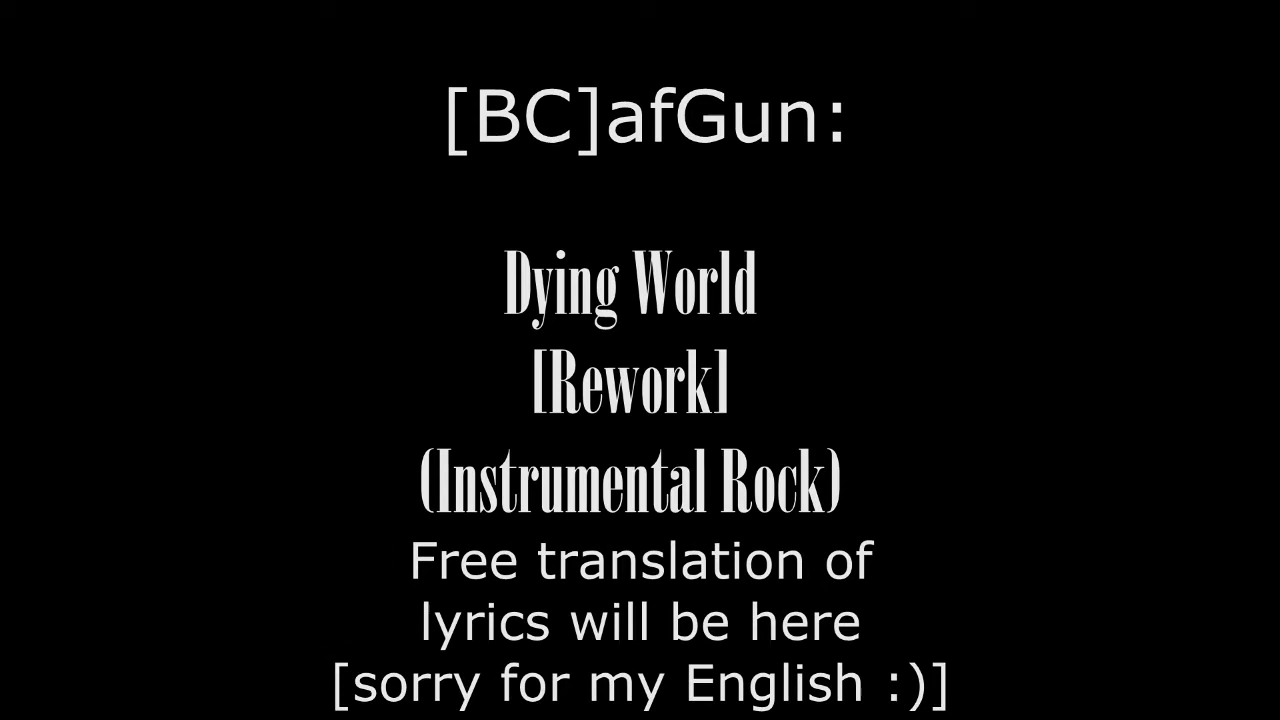 [BC]afGun:
Dying World
[Rework]
(Instrumental Rock)
Free translation of
lyrics will be here
[sorry for my English :)]